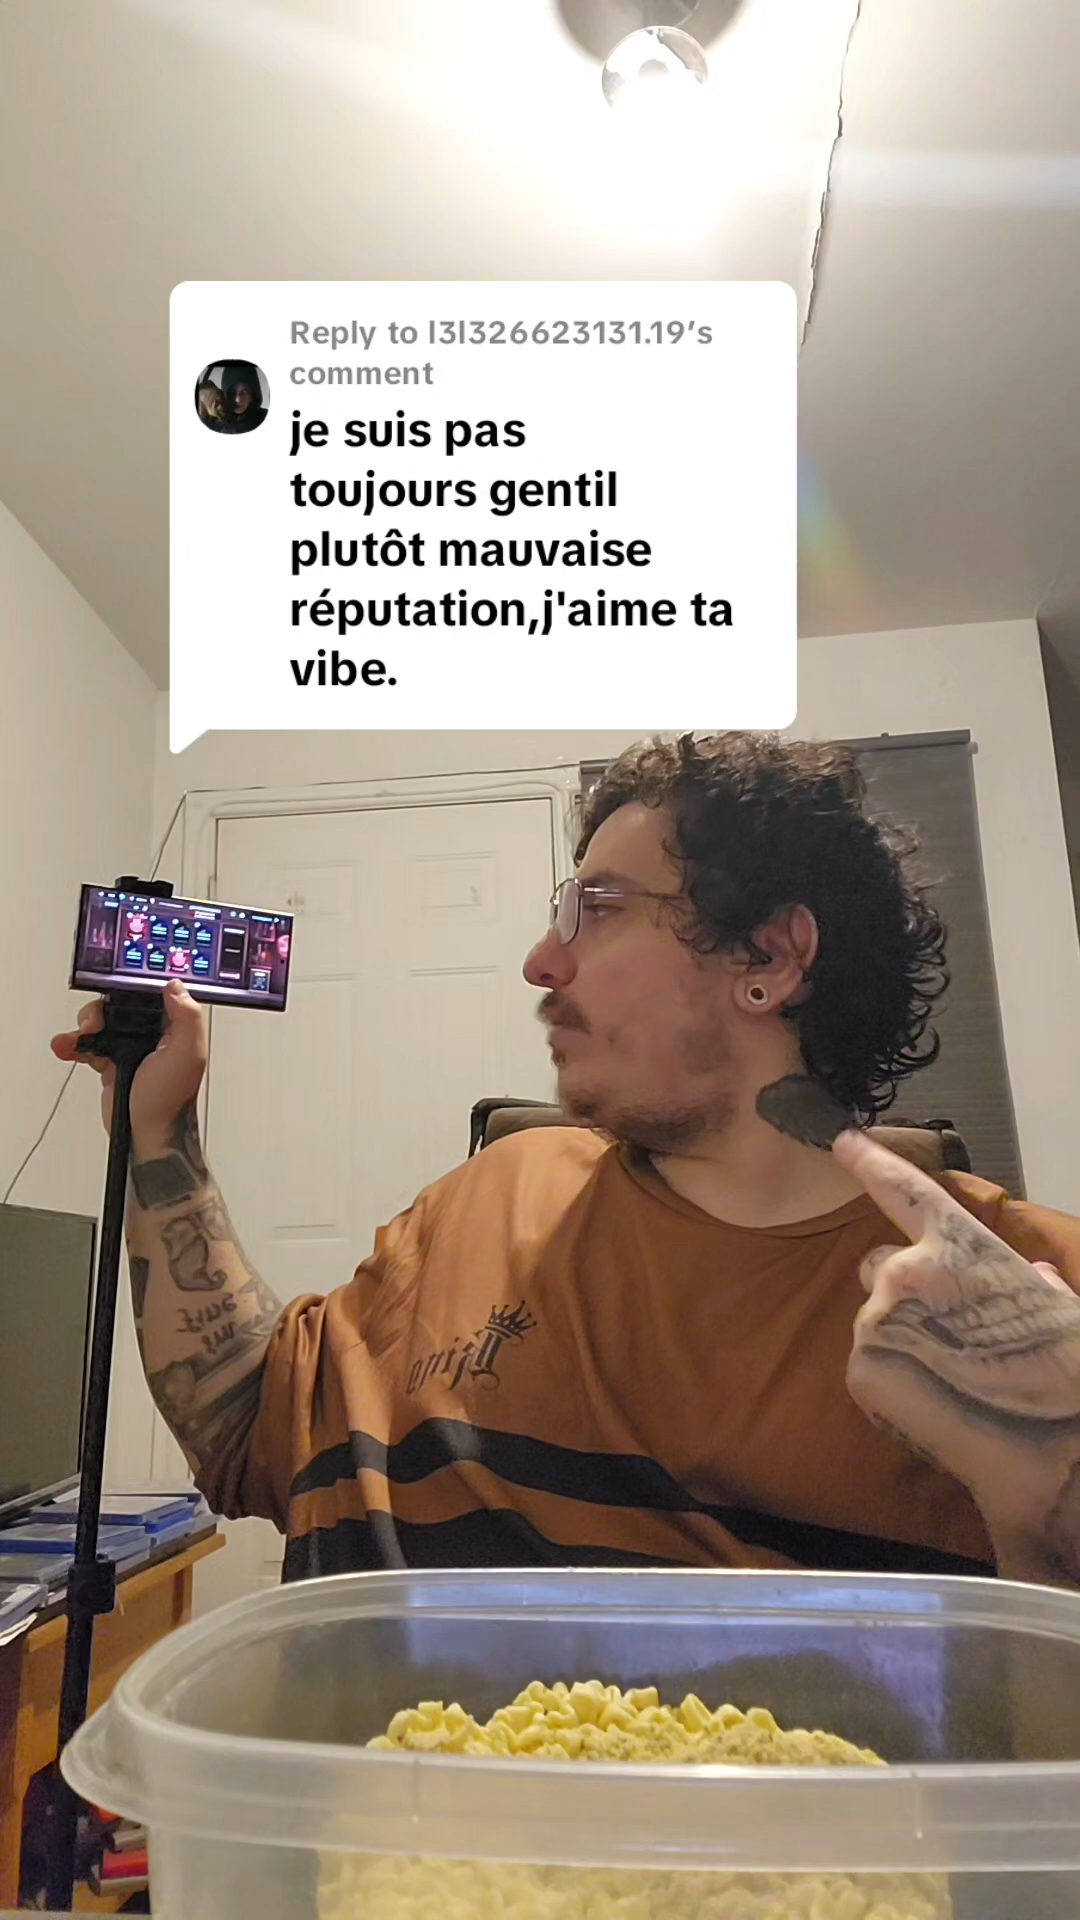 Reply to l3l326623131.19's
comment
je suis pas
toujours gentil
plutôt mauvaise
réputation,j'aime ta
vibe.